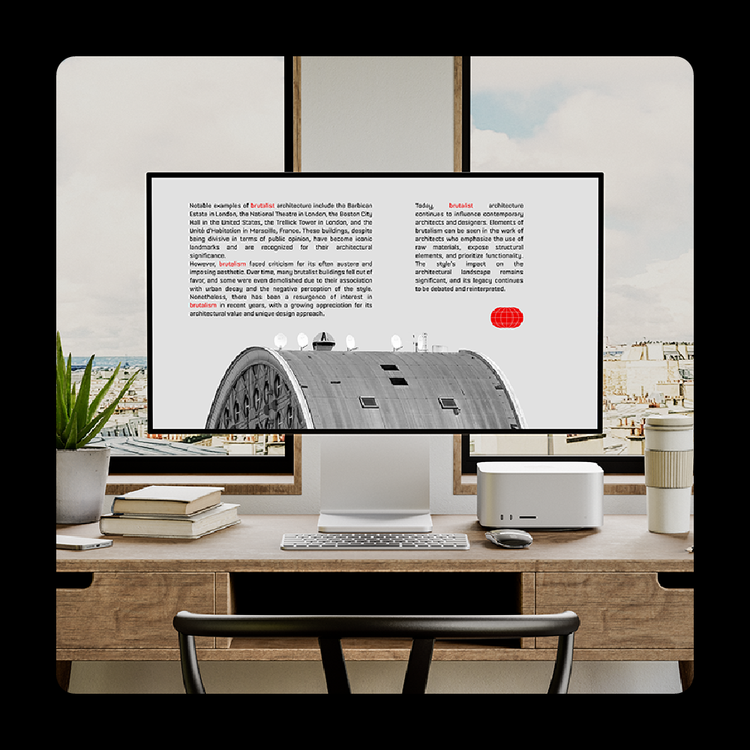 Notable examples of brutalist architecture include the Barbican
Estate in London, the National Theatre in London, the Boston City
Hall in the United States, the Trellick Tower in London, and the
Unité d'Habitation in Marseille, France. These buildings, despite
being divisive in terms of public opinion, have become iconic
landmarks and are recognized for their architectural
significance.
However, brutalism faced criticism for its often austere and
imposing aesthetic. Over time, many brutalist buildings fell out of
favor, and some were even demolished due to their association
with urban decay and the negative perception of the style.
Nonetheless, there has been a resurgence of interest in
brutalism in recent years, with a growing appreciation for its
architectural value and unique design approach.
Today, brutalist architecture
continues to influence contemporary
architects and designers. Elements of
brutalism can be seen in the work of
architects who emphasize the use of
raw materials, expose structural
elements, and prioritize functionality.
The style's impact on the
architectural landscape remains
significant, and its legacy continues
to be debated and reinterpreted.